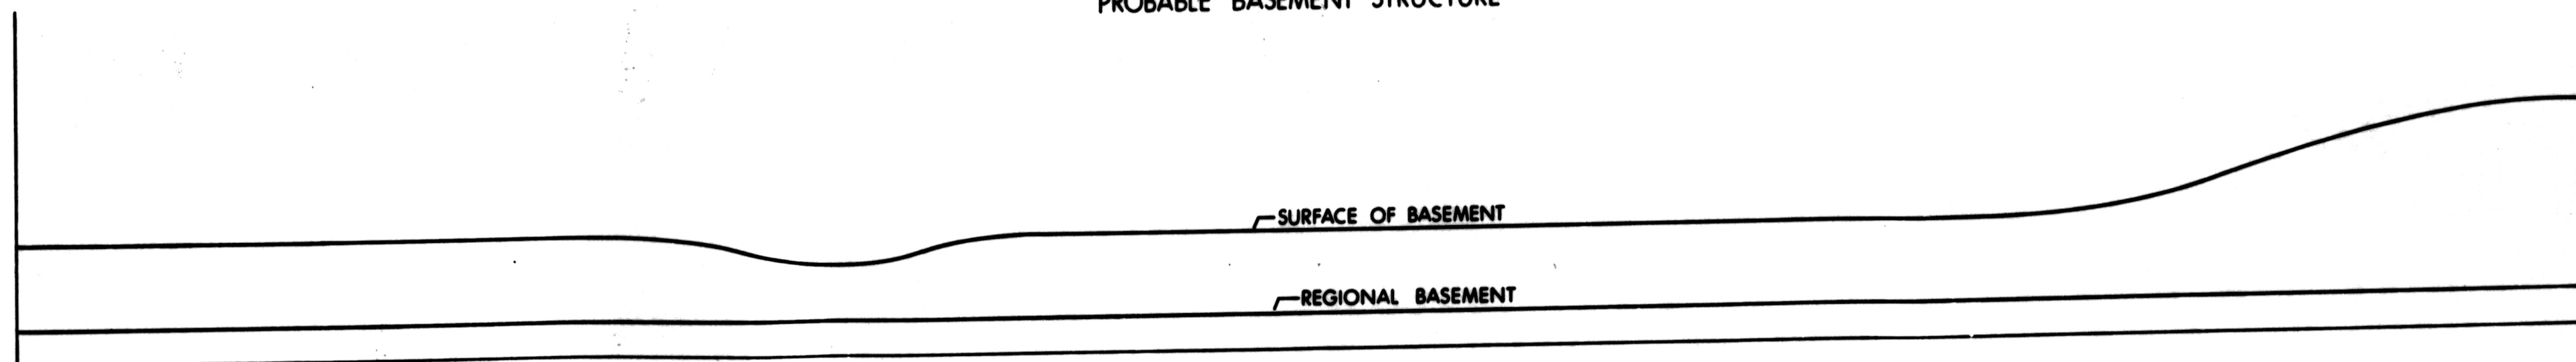 PROBABLE BASEMENT STRUCTURE
SURFACE OF BASEMENT
REGIONAL BASEMENT